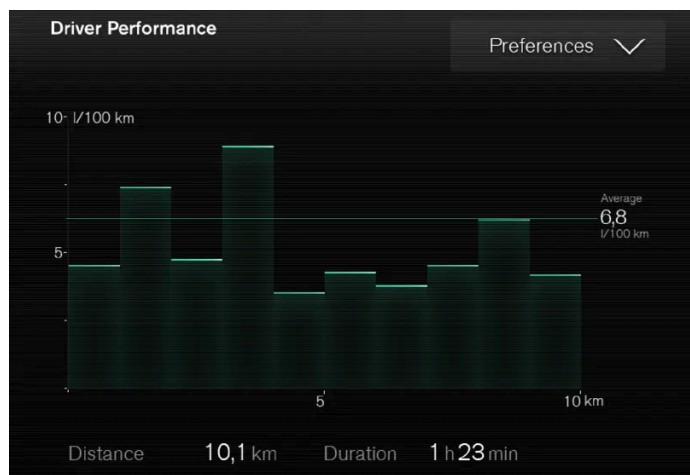 Driver Performance
Preferences
10- l/100 km
Average
6,8
l/100 km
5-
5
10 km
Distance 10,1 km Duration 1 h 23 min